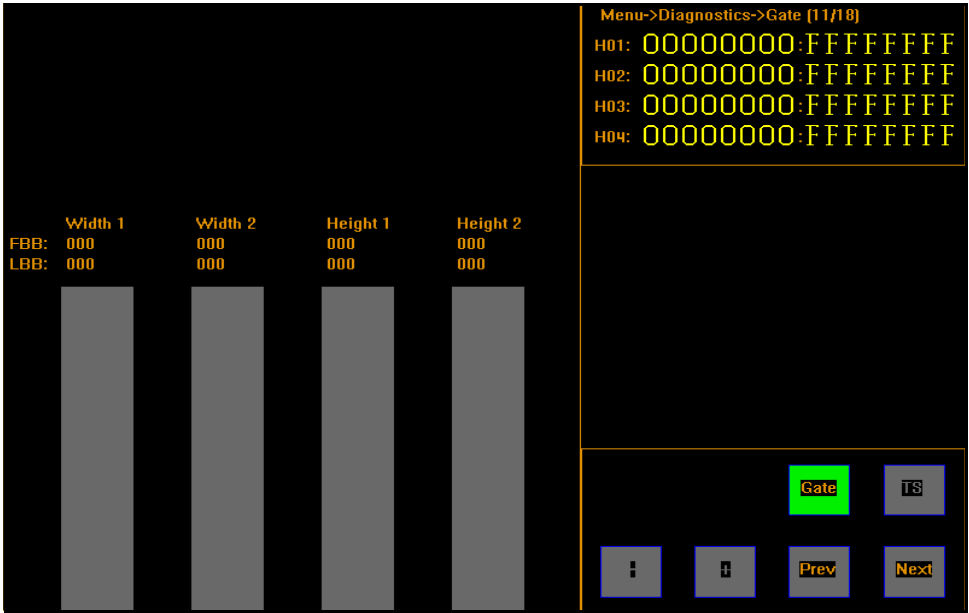 Menu->Diagnostics->Gate (11/18)
H01: 00000000:FFFFFFFF
H02: 00000000:FFFFFFFF
H03: 00000000:FFFFFFFF
H04: 00000000:FFFFFFFF
Width 1 Width 2 Height 1 Height 2
FBB: 000 000 000 000
LBB: 000 000 000 000
Gate TS
Prev Next